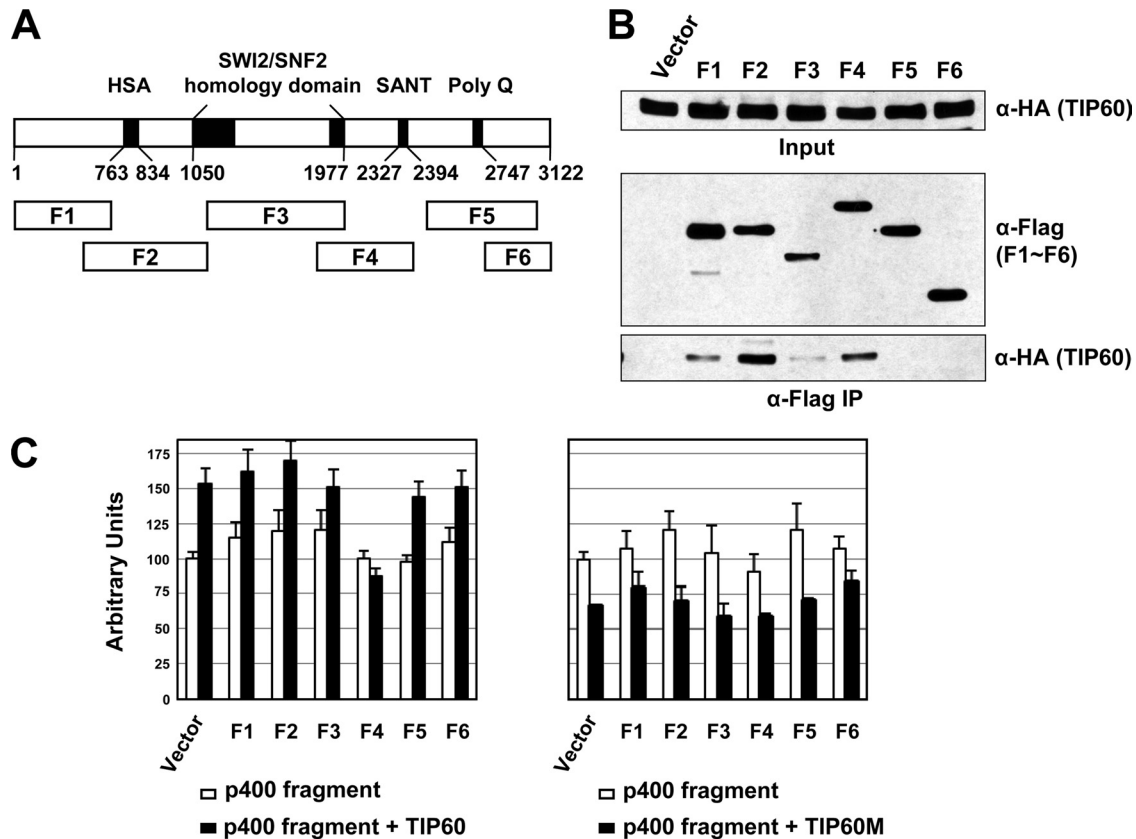 A
HSA
SWI2/SNF2
homology domain
SANT
Poly Q
1 763 834 1050 1977 2327 2394 2747 3122
F1 F3 F5
F2 F4 F6
B
Vector F1 F2 F3 F4 F5 F6
α-HA (TIP60)
Input
α-Flag
(F1~F6)
α-HA (TIP60)
α-Flag IP
C
Arbitrary Units
175
150
125
100
75
50
25
0
Vector F1 F2 F3 F4 F5 F6
p400 fragment
p400 fragment + TIP60
Vector F1 F2 F3 F4 F5 F6
p400 fragment
p400 fragment + TIP60M